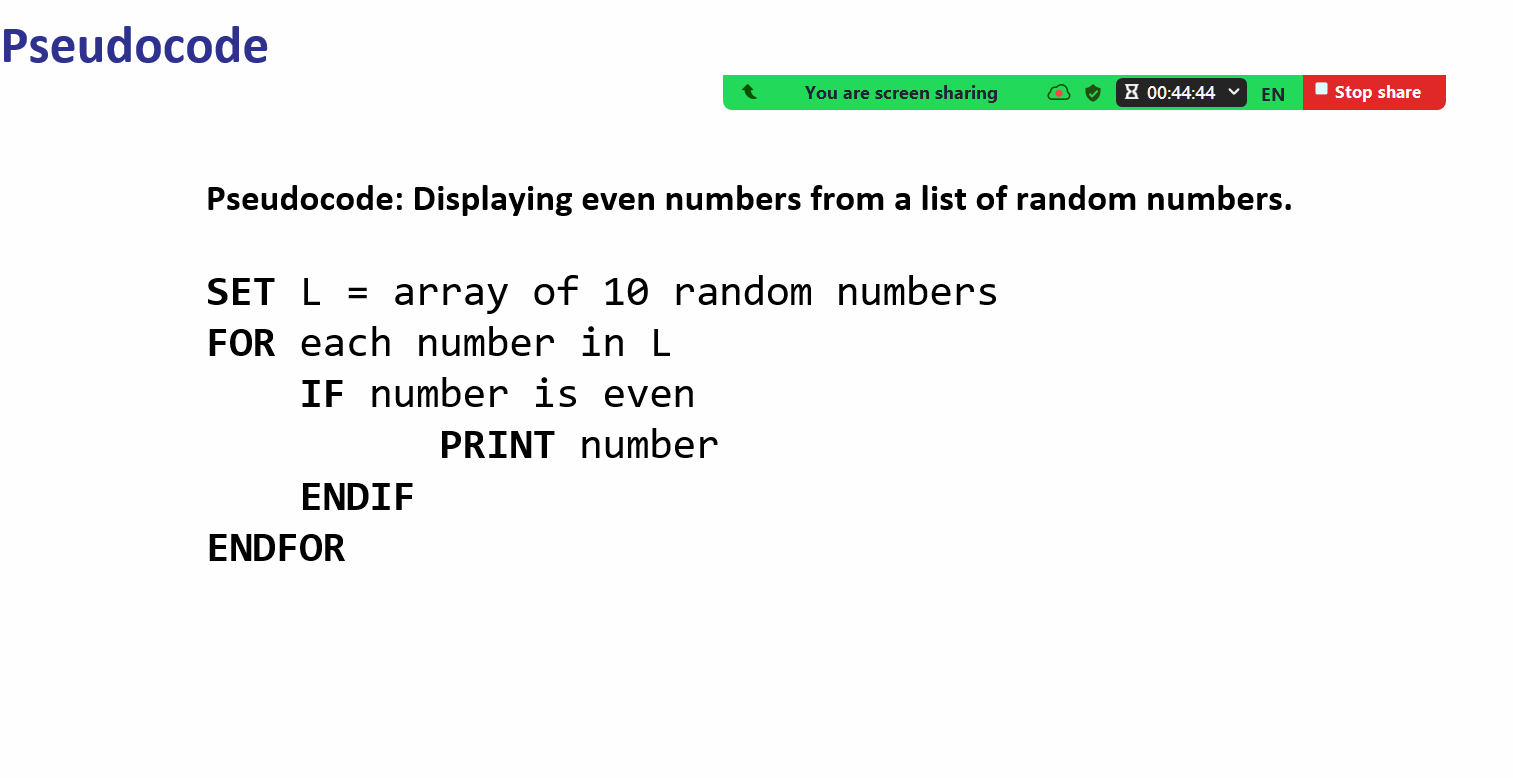 Pseudocode
You are screen sharing 00:44:44 EN Stop share
Pseudocode: Displaying even numbers from a list of random numbers.
SET L = array of 10 random numbers
FOR each number in L
IF number is even
PRINT number
ENDIF
ENDFOR